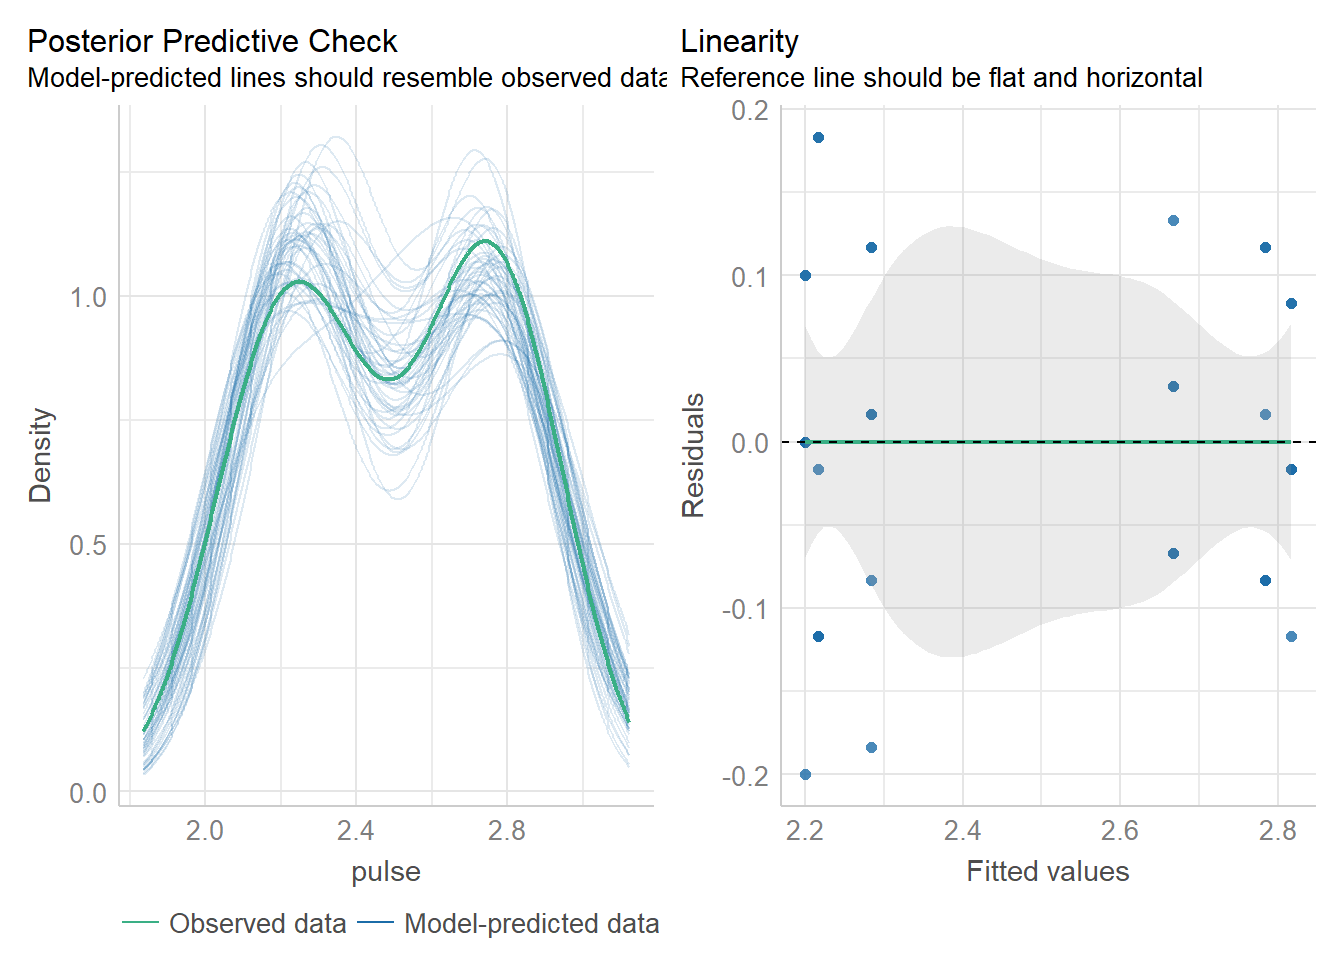 Posterior Predictive Check
Model-predicted lines should resemble observed data
Density
1.0
0.5
0.0
2.0 2.4 2.8
pulse
Observed data Model-predicted data
Linearity
Reference line should be flat and horizontal
Residuals
0.2
0.1
0.0
-0.1
-0.2
2.2 2.4 2.6 2.8
Fitted values